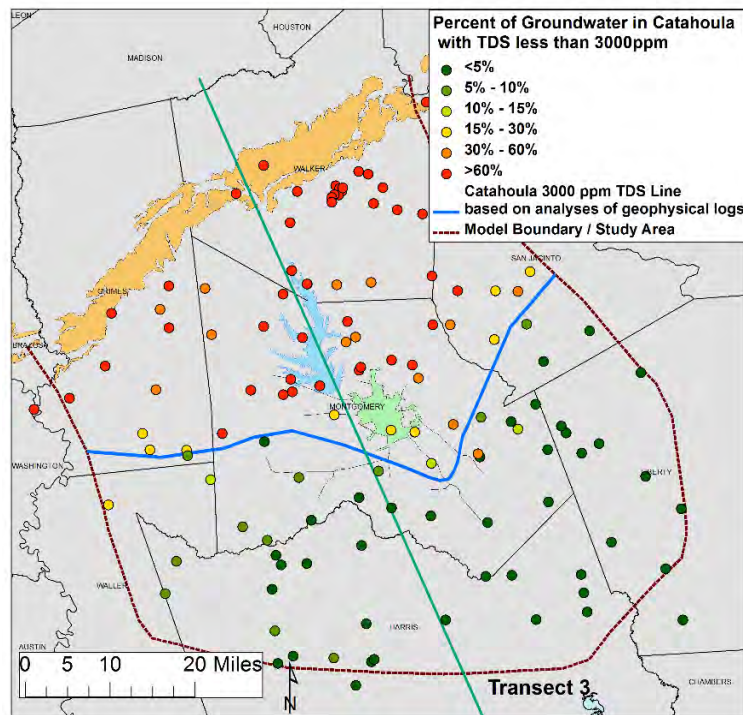 LEON
HOUSTON
MADISON
Percent of Groundwater in Catahoula
with TDS less than 3000ppm
<5%
5% - 10%
10% - 15%
15% - 30%
30% - 60%
>60%
Catahoula 3000 ppm TDS Line
based on analyses of geophysical logs
Model Boundary / Study Area
WALKER
SAN JACINTO
GRIMES
MONTGOMERY
WASHINGTON
LIBERTY
WALLER
HARRIS
AUSTIN
0 5 10 20 Miles
N
Transect 3
CHAMBERS